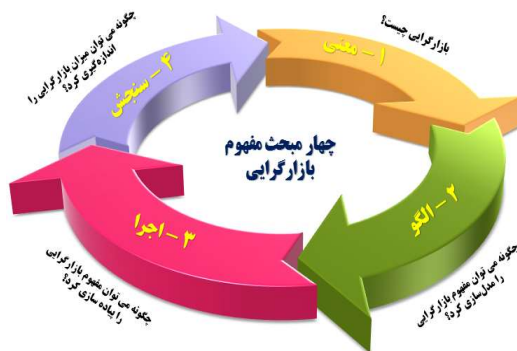 چهار مبحث مفهوم
بازارگرایی
۱ - معنی
بازارگرایی چیست؟
۲ - الگو
چگونه می توان مفهوم بازارگرایی
را مدل‌سازی کرد؟
۳ - اجرا
چگونه می توان مفهوم بازارگرایی
را پیاده سازی کرد؟
۴ - سنجش
چگونه می توان میزان بازارگرایی را
اندازه‌گیری کرد؟